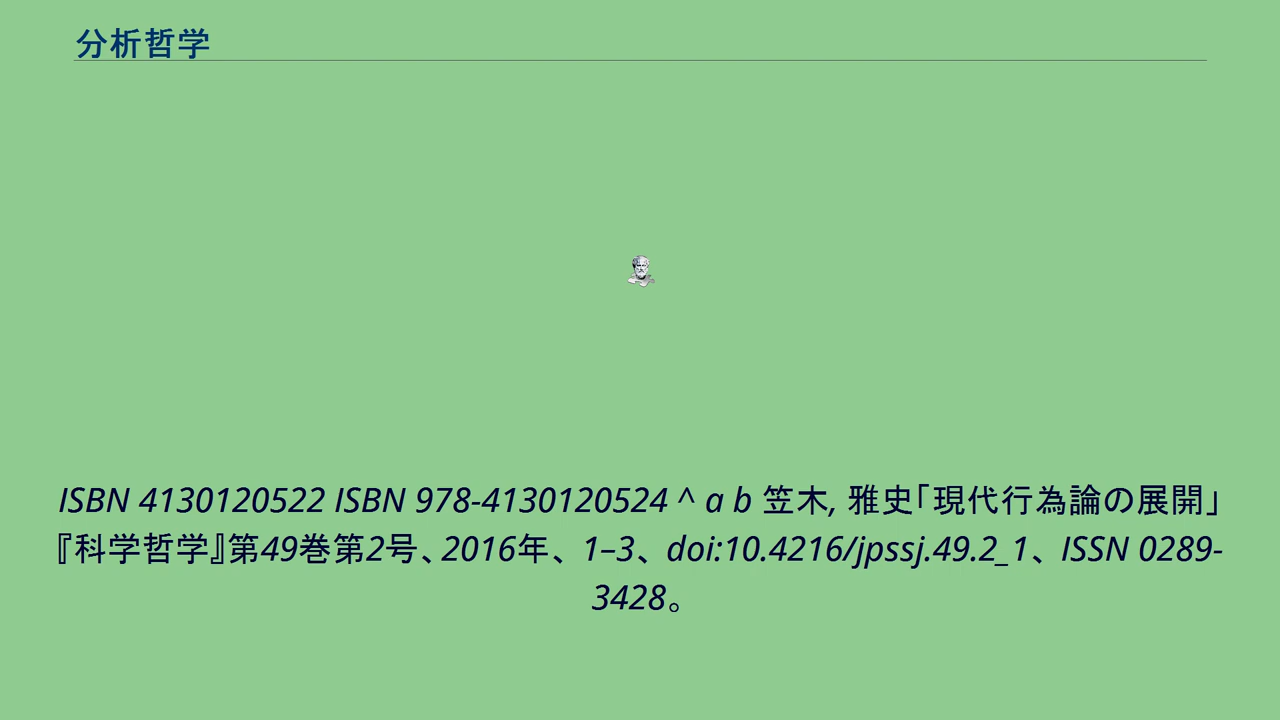 分析哲学
ISBN 4130120522 ISBN 978-4130120524 ^ a b 笠木, 雅史「現代行為論の展開」
『科学哲学』第49巻第2号、2016年、1–3、doi:10.4216/jpssj.49.2_1、ISSN 0289-
3428。